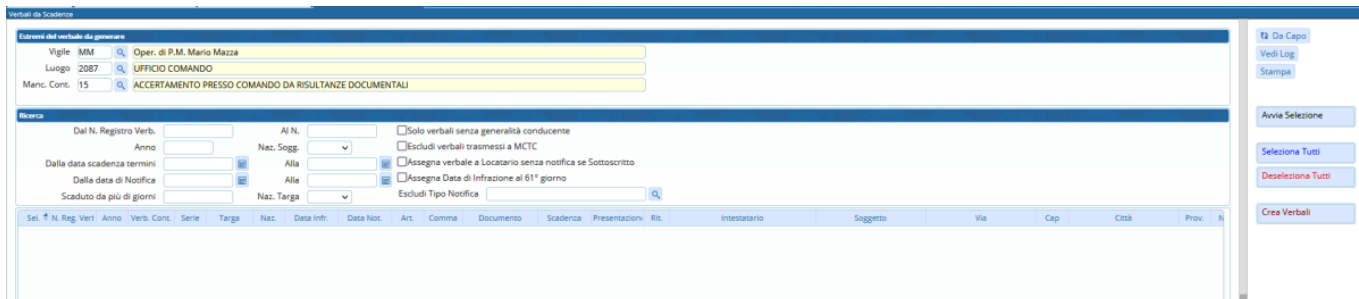 Verbali da Scadenze
Estremi del verbale da generare
Vigile MM Oper. di P.M. Mario Mazza
Luogo 2087 UFFICIO COMANDO
Manc. Cont. 15 ACCERTAMENTO PRESSO COMANDO DA RISULTANZE DOCUMENTALI
Ricerca
Dal N. Registro Verb. Al N. Solo verbali senza generalità conducente
Anno Naz. Sogg. Escludi verbali trasmessi a MCTC
Dalla data scadenza termini Alla Assegna verbale a Locatario senza notifica se Sottoscritto
Dalla data di Notifica Alla Assegna Data di Infrazione al 61° giorno
Scaduto da più di giorni Naz. Targa Escludi Tipo Notifica
Sel. N. Reg. Vert Anno Verb. Cont. Serie Targa Naz. Data Infr. Data Not. Art. Comma Documento Scadenza Presentazion Rit. Intestatario Soggetto Via Cap Città Prov. N
Da Capo
Vedi Log
Stampa
Avvia Selezione
Seleziona Tutti
Deseleziona Tutti
Crea Verbali